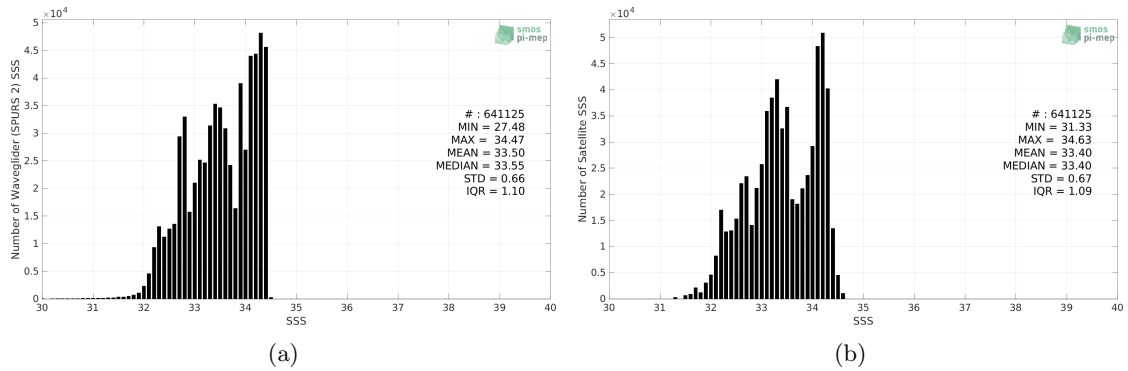 ×10⁴
5
4.5
4
3.5
3
2.5
2
1.5
1
0.5
0
Number of Waveglider (SPURS 2) SSS
smos
pi-mep
# : 641125
MIN = 27.48
MAX = 34.47
MEAN = 33.50
MEDIAN = 33.55
STD = 0.66
IQR = 1.10
30 31 32 33 34 35 36 37 38 39 40
SSS
(a)
×10⁴
5
4.5
4
3.5
3
2.5
2
1.5
1
0.5
0
Number of Satellite SSS
smos
pi-mep
# : 641125
MIN = 31.33
MAX = 34.63
MEAN = 33.40
MEDIAN = 33.40
STD = 0.67
IQR = 1.09
30 31 32 33 34 35 36 37 38 39 40
SSS
(b)